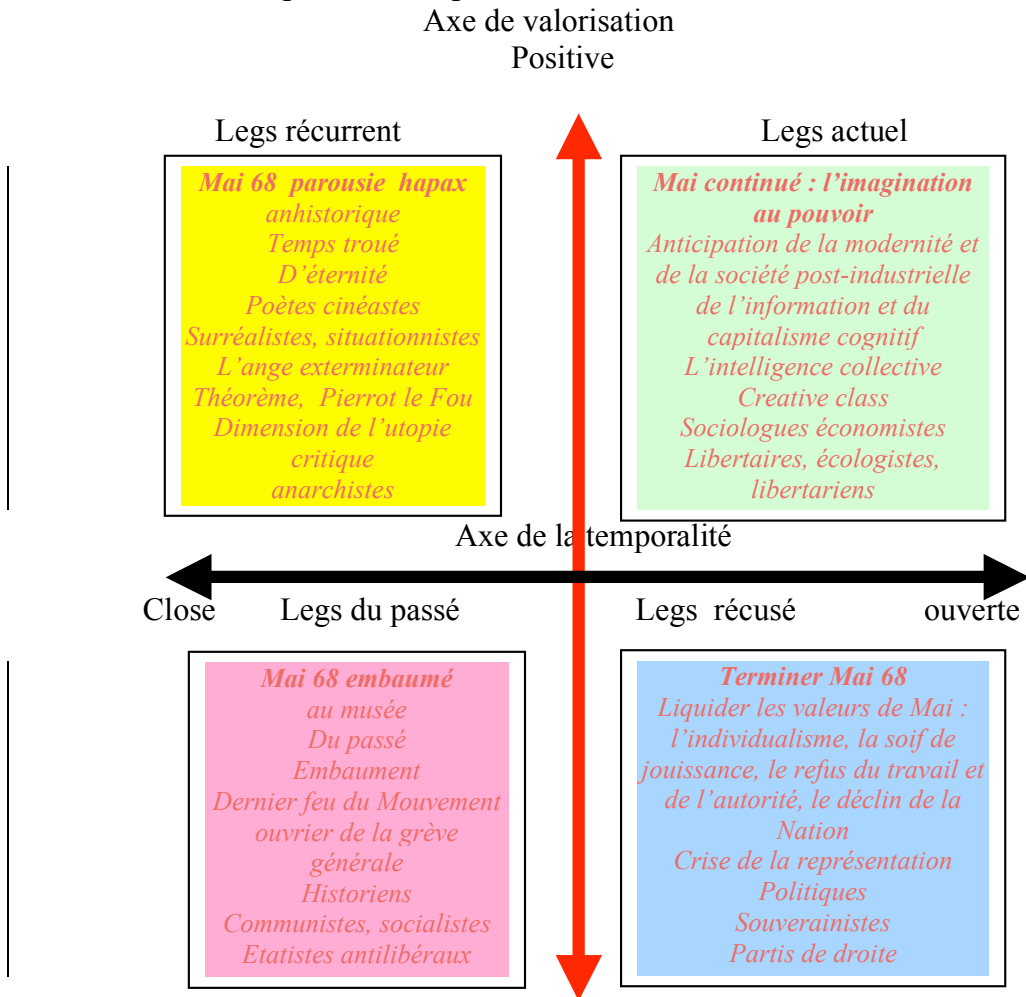 Axe de valorisation
Positive
Legs récurrent
Mai 68 parousie hapax
anhistorique
Temps troué
D'éternité
Poètes cinéastes
Surréalistes, situationnistes
L'ange exterminateur
Théorème, Pierrot le Fou
Dimension de l'utopie
critique
anarchistes
Legs actuel
Mai continué : l'imagination
au pouvoir
Anticipation de la modernité et
de la société post-industrielle
de l'information et du
capitalisme cognitif
L'intelligence collective
Creative class
Sociologues économistes
Libertaires, écologistes,
libertariens
Axe de la temporalité
Close
Legs du passé
Legs récusé
ouverte
Mai 68 embaumé
au musée
Du passé
Embaument
Dernier feu du Mouvement
ouvrier de la grève
générale
Historiens
Communistes, socialistes
Etatistes antilibéraux
Terminer Mai 68
Liquider les valeurs de Mai :
l'individualisme, la soif de
jouissance, le refus du travail et
de l'autorité, le déclin de la
Nation
Crise de la représentation
Politiques
Souverainistes
Partis de droite